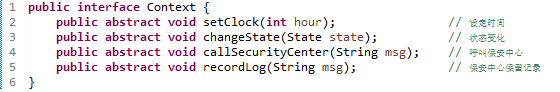 1 public interface Context {
2     public abstract void setClock(int hour);                // 设定时间
3     public abstract void changeState(State state);          // 状态变化
4     public abstract void callSecurityCenter(String msg);    // 呼叫保安中心
5     public abstract void recordLog(String msg);             // 保安中心保留记录
6 }